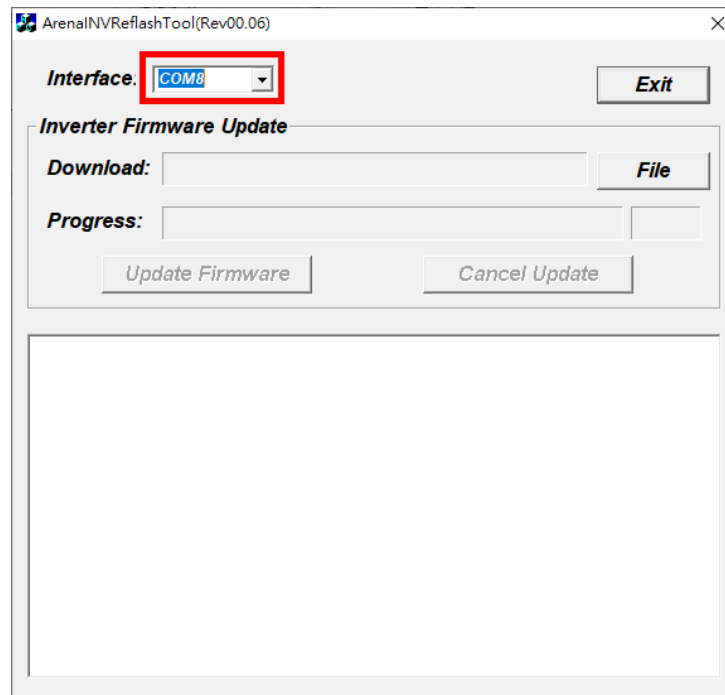 ArenaINVReflashTool(Rev00.06)
Interface: COM8
Exit
Inverter Firmware Update
Download:
File
Progress:
Update Firmware Cancel Update